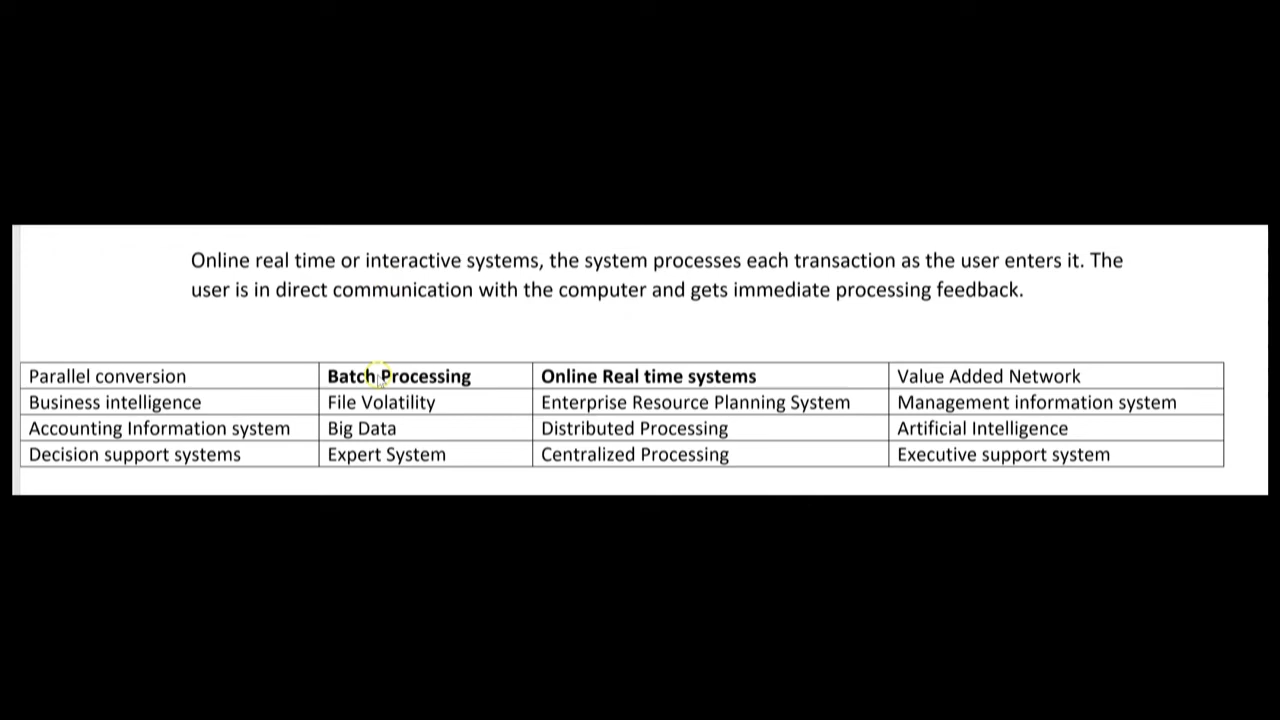 Online real time or interactive systems, the system processes each transaction as the user enters it. The
user is in direct communication with the computer and gets immediate processing feedback.
Parallel conversion Batch Processing Online Real time systems Value Added Network
Business intelligence File Volatility Enterprise Resource Planning System Management information system
Accounting Information system Big Data Distributed Processing Artificial Intelligence
Decision support systems Expert System Centralized Processing Executive support system